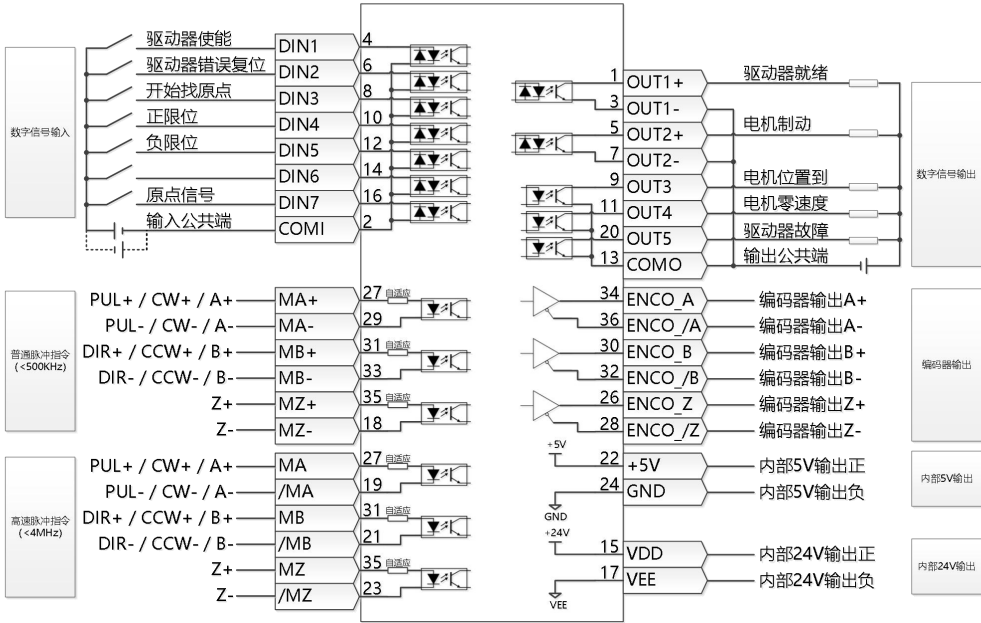 数字信号输入
驱动器使能 DIN1 4
驱动器错误复位 DIN2 6
开始找原点 DIN3 8
正限位 DIN4 10
负限位 DIN5 12
DIN6 14
原点信号 DIN7 16
输入公共端 COMI 2
普通脉冲指令
(<500KHz)
PUL+ / CW+ / A+ MA+ 27 自适应
PUL- / CW- / A- MA- 29
DIR+ / CCW+ / B+ MB+ 31 自适应
DIR- / CCW- / B- MB- 33
Z+ MZ+ 35 自适应
Z- MZ- 18
高速脉冲指令
(<4MHz)
PUL+ / CW+ / A+ MA 27 自适应
PUL- / CW- / A- /MA 19
DIR+ / CCW+ / B+ MB 31 自适应
DIR- / CCW- / B- /MB 21
Z+ MZ 35 自适应
Z- /MZ 23
1 OUT1+ 驱动器就绪
3 OUT1-
5 OUT2+ 电机制动
7 OUT2-
9 OUT3 电机位置到
11 OUT4 电机零速度
20 OUT5 驱动器故障
13 COMO 输出公共端
数字信号输出
34 ENCO_A 编码器输出A+
36 ENCO_/A 编码器输出A-
30 ENCO_B 编码器输出B+
32 ENCO_/B 编码器输出B-
26 ENCO_Z 编码器输出Z+
28 ENCO_/Z 编码器输出Z-
编码器输出
+5V 22 +5V 内部5V输出正
GND 24 GND 内部5V输出负
内部5V输出
+24V 15 VDD 内部24V输出正
VEE 17 VEE 内部24V输出负
内部24V输出